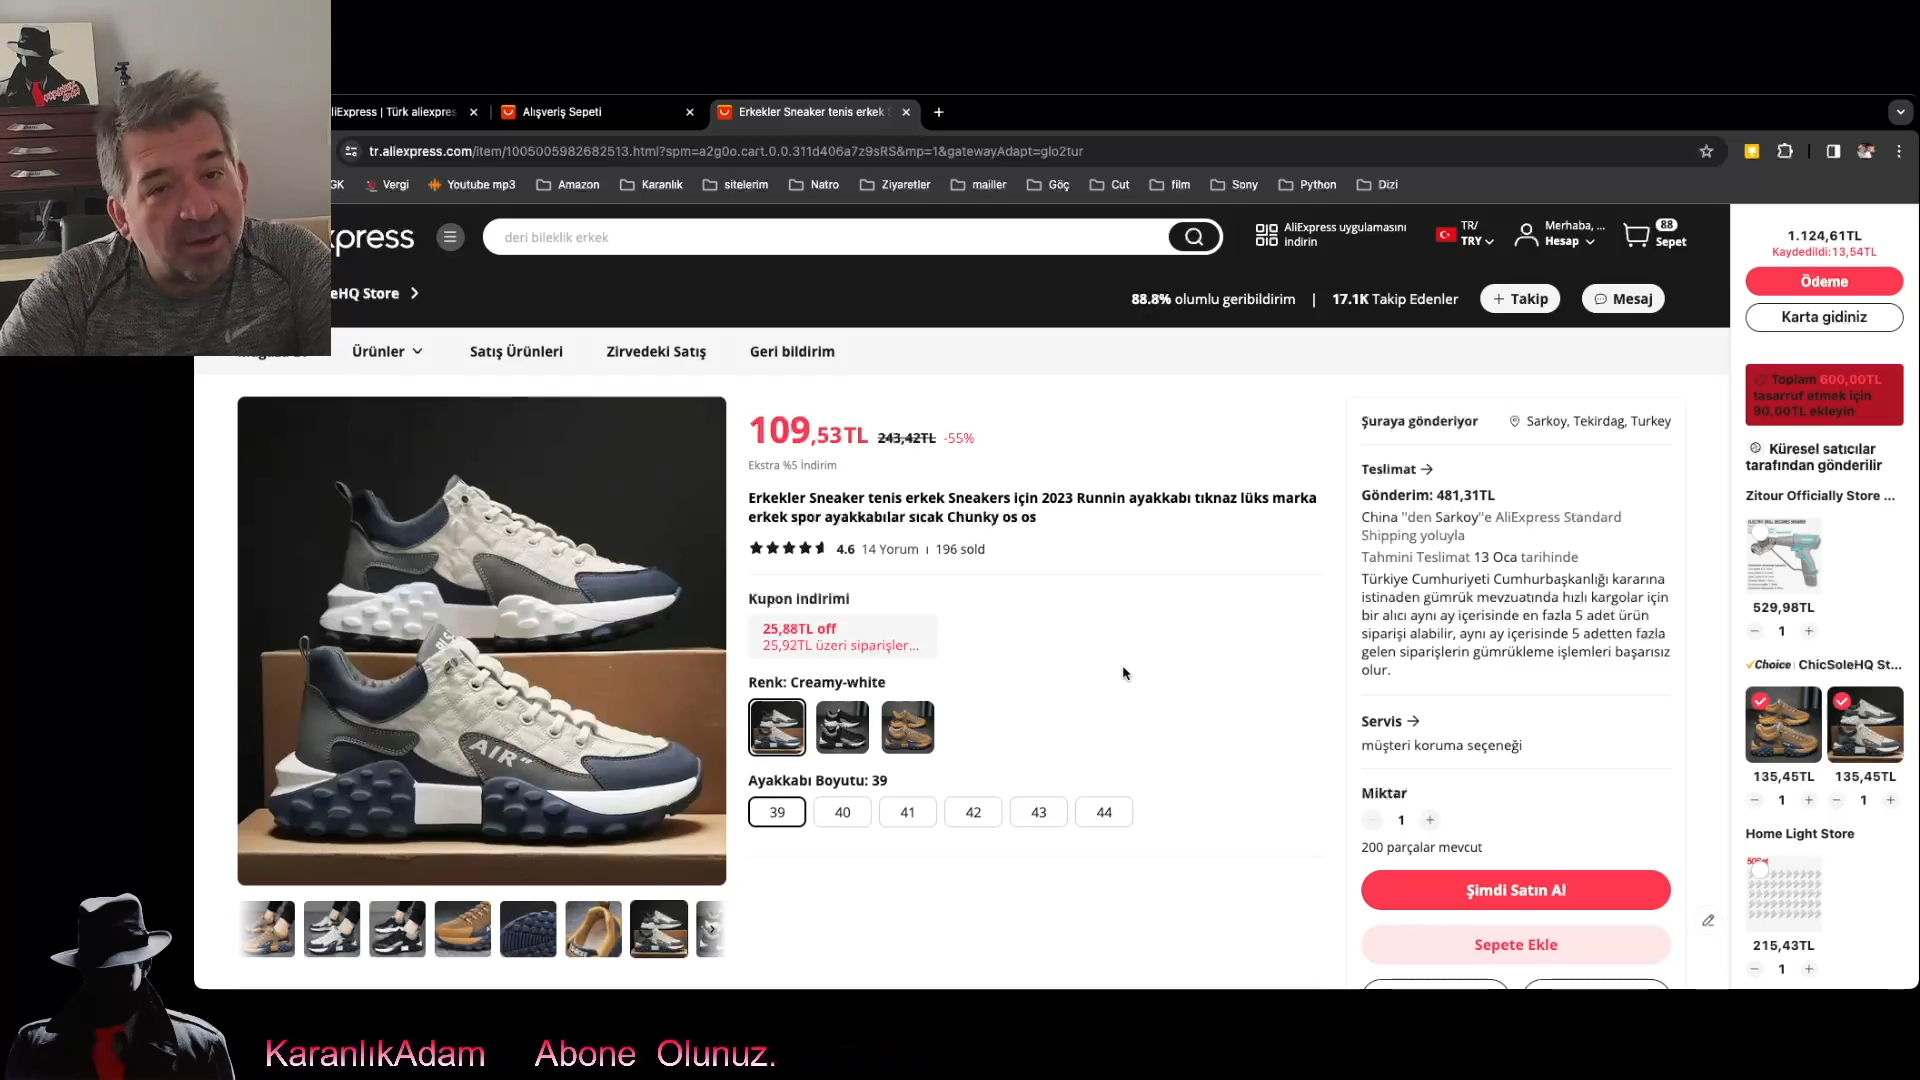 liExpress | Türk aliexpres
Alışveriş Sepeti
Erkekler Sneaker tenis erkek
tr.aliexpress.com/item/1005005982682513.html?spm=a2g0o.cart.0.0.311d406a7z9sRS&mp=1&gatewayAdapt=glo2tur
GK
Vergi
Youtube mp3
Amazon
Karanlık
sitelerim
Natro
Ziyaretler
mailler
Göç
Cut
film
Sony
Python
Dizi
press
deri bileklik erkek
AliExpress uygulamasını
indirin
TR/
TRY
Merhaba, ...
Hesap
88
Sepet
eHQ Store
88.8% olumlu geribildirim | 17.1K Takip Edenler
+ Takip
Mesaj
Ürünler
Satış Ürünleri
Zirvedeki Satış
Geri bildirim
AIR"
109,53TL 243,42TL -55%
Ekstra %5 İndirim
Erkekler Sneaker tenis erkek Sneakers için 2023 Runnin ayakkabı tıknaz lüks marka
erkek spor ayakkabılar sıcak Chunky os os
4.6 14 Yorum | 196 sold
Kupon indirimi
25,88TL off
25,92TL üzeri siparişler...
Renk: Creamy-white
Ayakkabı Boyutu: 39
39
40
41
42
43
44
Şuraya gönderiyor
Sarkoy, Tekirdag, Turkey
Teslimat
Gönderim: 481,31TL
China "den Sarkoy"e AliExpress Standard
Shipping yoluyla
Tahmini Teslimat 13 Oca tarihinde
Türkiye Cumhuriyeti Cumhurbaşkanlığı kararına
istinaden gümrük mevzuatında hızlı kargolar için
bir alıcı aynı ay içerisinde en fazla 5 adet ürün
siparişi alabilir, aynı ay içerisinde 5 adetten fazla
gelen siparişlerin gümrükleme işlemleri başarısız
olur.
Servis
müşteri koruma seçeneği
Miktar
1
200 parçalar mevcut
Şimdi Satın Al
Sepete Ekle
1.124,61TL
Kaydedildi:13,54TL
Ödeme
Karta gidiniz
Toplam 600,00TL
tasarruf etmek için
90,00TL ekleyin
Küresel satıcılar
tarafından gönderilir
Zitour Officially Store ...
529,98TL
1
Choice ChicSoleHQ St...
135,45TL
135,45TL
1
1
Home Light Store
215,43TL
1
KaranlıkAdam Abone Olunuz.